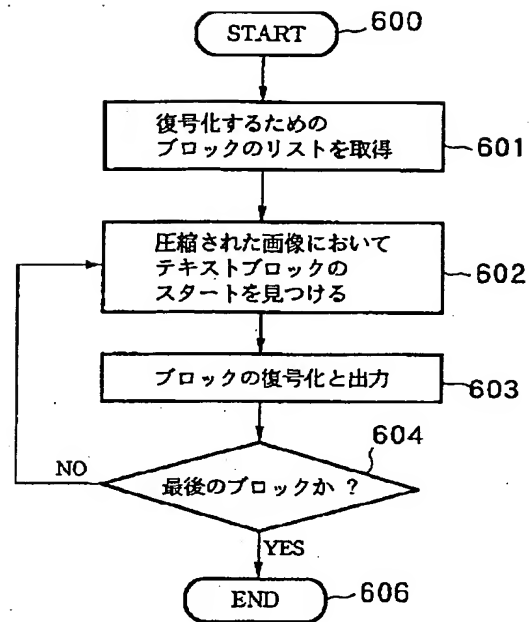 START
600
復号化するための
ブロックのリストを取得
601
圧縮された画像において
テキストブロックの
スタートを見つける
602
ブロックの復号化と出力
603
604
最後のブロックか ?
NO
YES
END
606